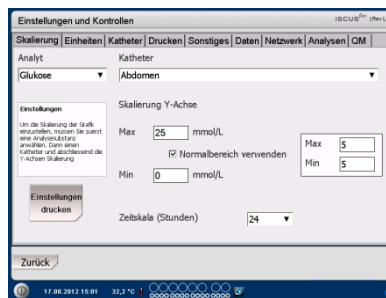 Einstellungen und Kontrollen
ISCUS
Skalierung Einheiten Katheter Drucken Sonstiges Daten Netzwerk Analysen QM
Analyt
Katheter
Glukose
Abdomen
Einstellungen
Um die Skalierung der Grafik
einzustellen, müssen Sie zuerst
eine Analysesubstanz
anwählen. Dann einen
Katheter und abschliessend die
Y-Achsen Skalierung
Skalierung Y-Achse
Max 25 mmol/L
Normalbereich verwenden
Min 0 mmol/L
Max 5
Min 5
Einstellungen
drucken
Zeitskala (Stunden) 24
Zurück
17.08.2012 15:01 32,2 °C